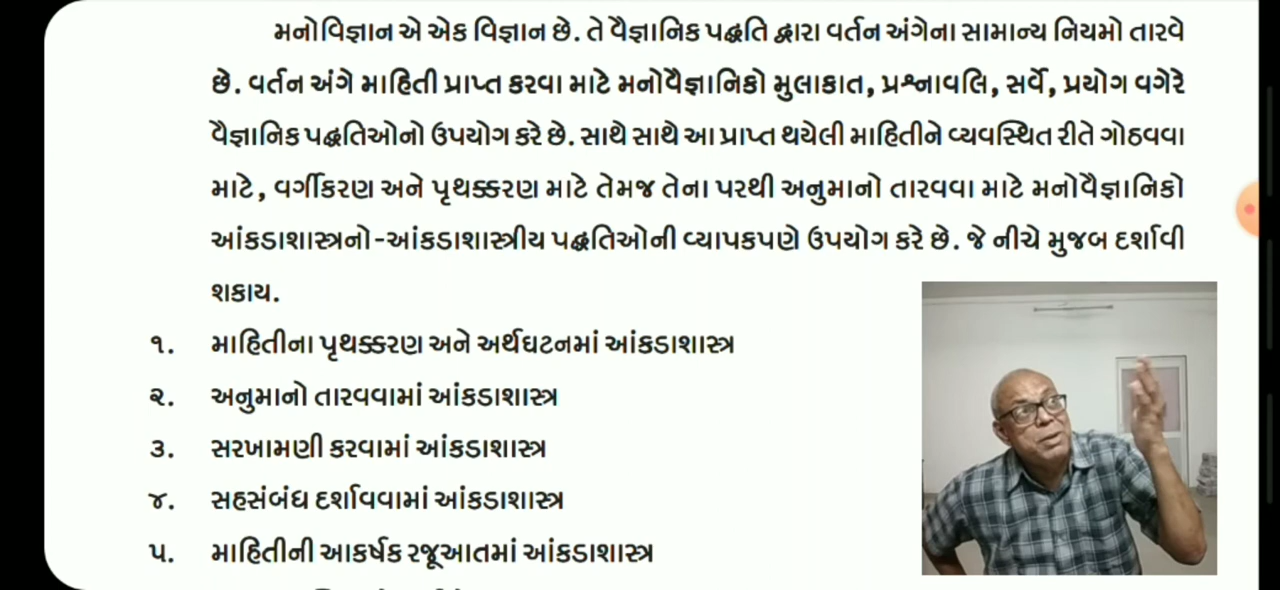 મનોવિજ્ઞાન એ એક વિજ્ઞાન છે. તે વૈજ્ઞાનિક પદ્ધતિ દ્વારા વર્તન અંગેના સામાન્ય નિયમો તારવે
છે. વર્તન અંગે માહિતી પ્રાપ્ત કરવા માટે મનોવૈજ્ઞાનિકો મુલાકાત, પ્રશ્નાવલિ, સર્વે, પ્રયોગ વગેરે
વૈજ્ઞાનિક પદ્ધતિઓનો ઉપયોગ કરે છે. સાથે સાથે આ પ્રાપ્ત થયેલી માહિતીને વ્યવસ્થિત રીતે ગોઠવવા
માટે, વર્ગીકરણ અને પૃથક્કરણ માટે તેમજ તેના પરથી અનુમાનો તારવવા માટે મનોવૈજ્ઞાનિકો
આંકડાશાસ્ત્રનો-આંકડાશાસ્ત્રીય પદ્ધતિઓની વ્યાપકપણે ઉપયોગ કરે છે. જે નીચે મુજબ દર્શાવી
શકાય.
૧. માહિતીના પૃથક્કરણ અને અર્થઘટનમાં આંકડાશાસ્ત્ર
૨. અનુમાનો તારવવામાં આંકડાશાસ્ત્ર
૩. સરખામણી કરવામાં આંકડાશાસ્ત્ર
૪. સહસંબંધ દર્શાવવામાં આંકડાશાસ્ત્ર
૫. માહિતીની આકર્ષક રજૂઆતમાં આંકડાશાસ્ત્ર